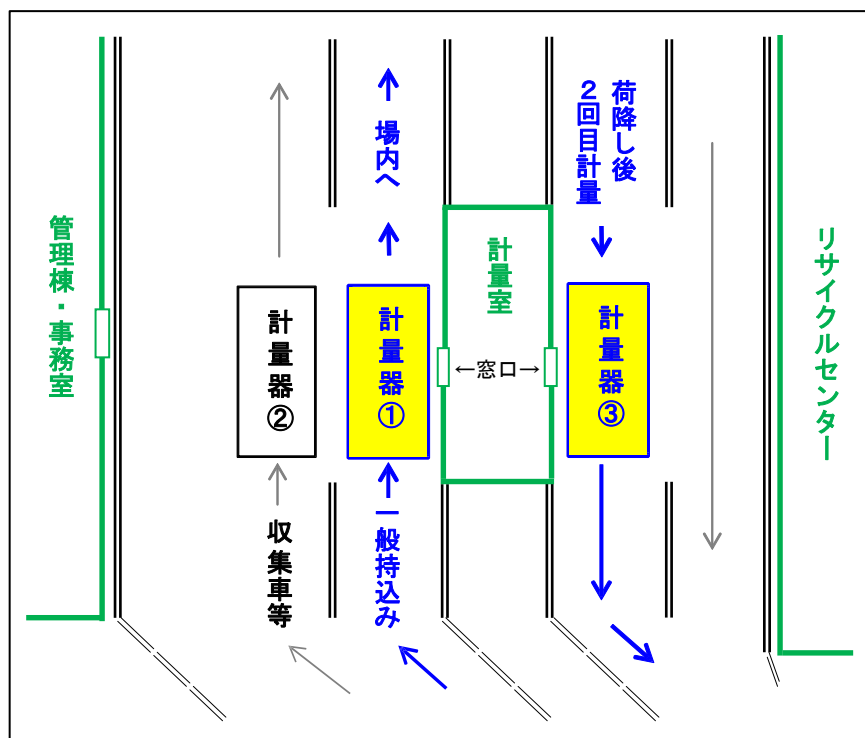 管理棟・事務室
収集車等
計量器②
場内へ
計量器①
一般持込み
計量室
←窓口→
荷降し後
２回目計量
計量器③
リサイクルセンター